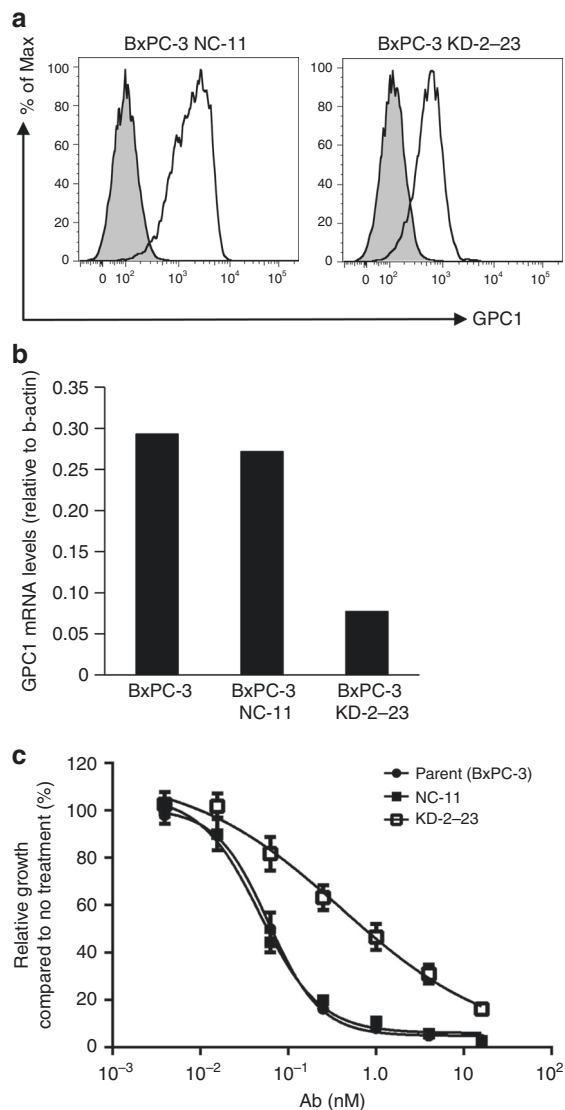 a
BxPC-3 NC-11
BxPC-3 KD-2–23
% of Max
100
80
60
40
20
0
0 10² 10³ 10⁴ 10⁵
100
80
60
40
20
0
0 10² 10³ 10⁴ 10⁵
GPC1
b
GPC1 mRNA levels (relative to b-actin)
0.35
0.30
0.25
0.20
0.15
0.10
0.05
0
BxPC-3
BxPC-3
NC-11
BxPC-3
KD-2–23
c
Relative growth
compared to no treatment (%)
120
100
80
60
40
20
0
Parent (BxPC-3)
NC-11
KD-2–23
10⁻³ 10⁻² 10⁻¹ 1.0 10 10²
Ab (nM)